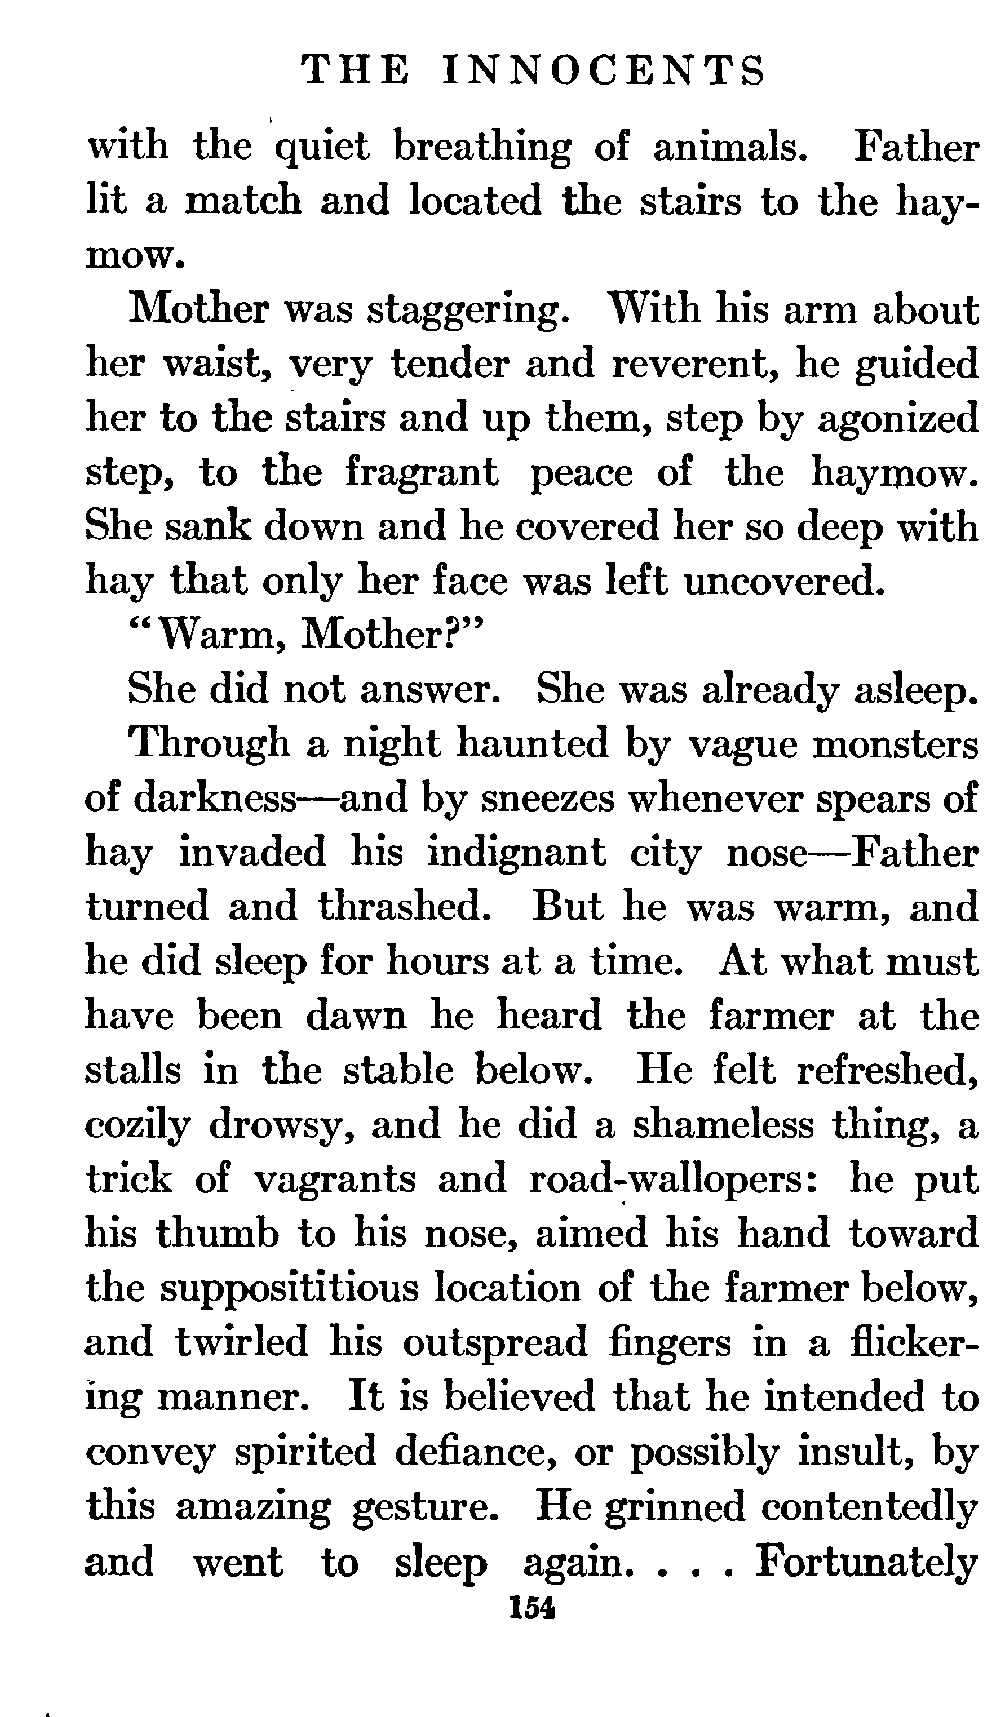 THE INNOCENTS
with the quiet breathing of animals. Father
lit a match and located the stairs to the hay-
mow.
Mother was staggering. With his arm about
her waist, very tender and reverent, he guided
her to the stairs and up them, step by agonized
step, to the fragrant peace of the haymow.
She sank down and he covered her so deep with
hay that only her face was left uncovered.
“Warm, Mother?”
She did not answer. She was already asleep.
Through a night haunted by vague monsters
of darkness—and by sneezes whenever spears of
hay invaded his indignant city nose—Father
turned and thrashed. But he was warm, and
he did sleep for hours at a time. At what must
have been dawn he heard the farmer at the
stalls in the stable below. He felt refreshed,
cozily drowsy, and he did a shameless thing, a
trick of vagrants and road-wallopers: he put
his thumb to his nose, aimed his hand toward
the supposititious location of the farmer below,
and twirled his outspread fingers in a flicker-
ing manner. It is believed that he intended to
convey spirited defiance, or possibly insult, by
this amazing gesture. He grinned contentedly
and went to sleep again. . . . Fortunately
154